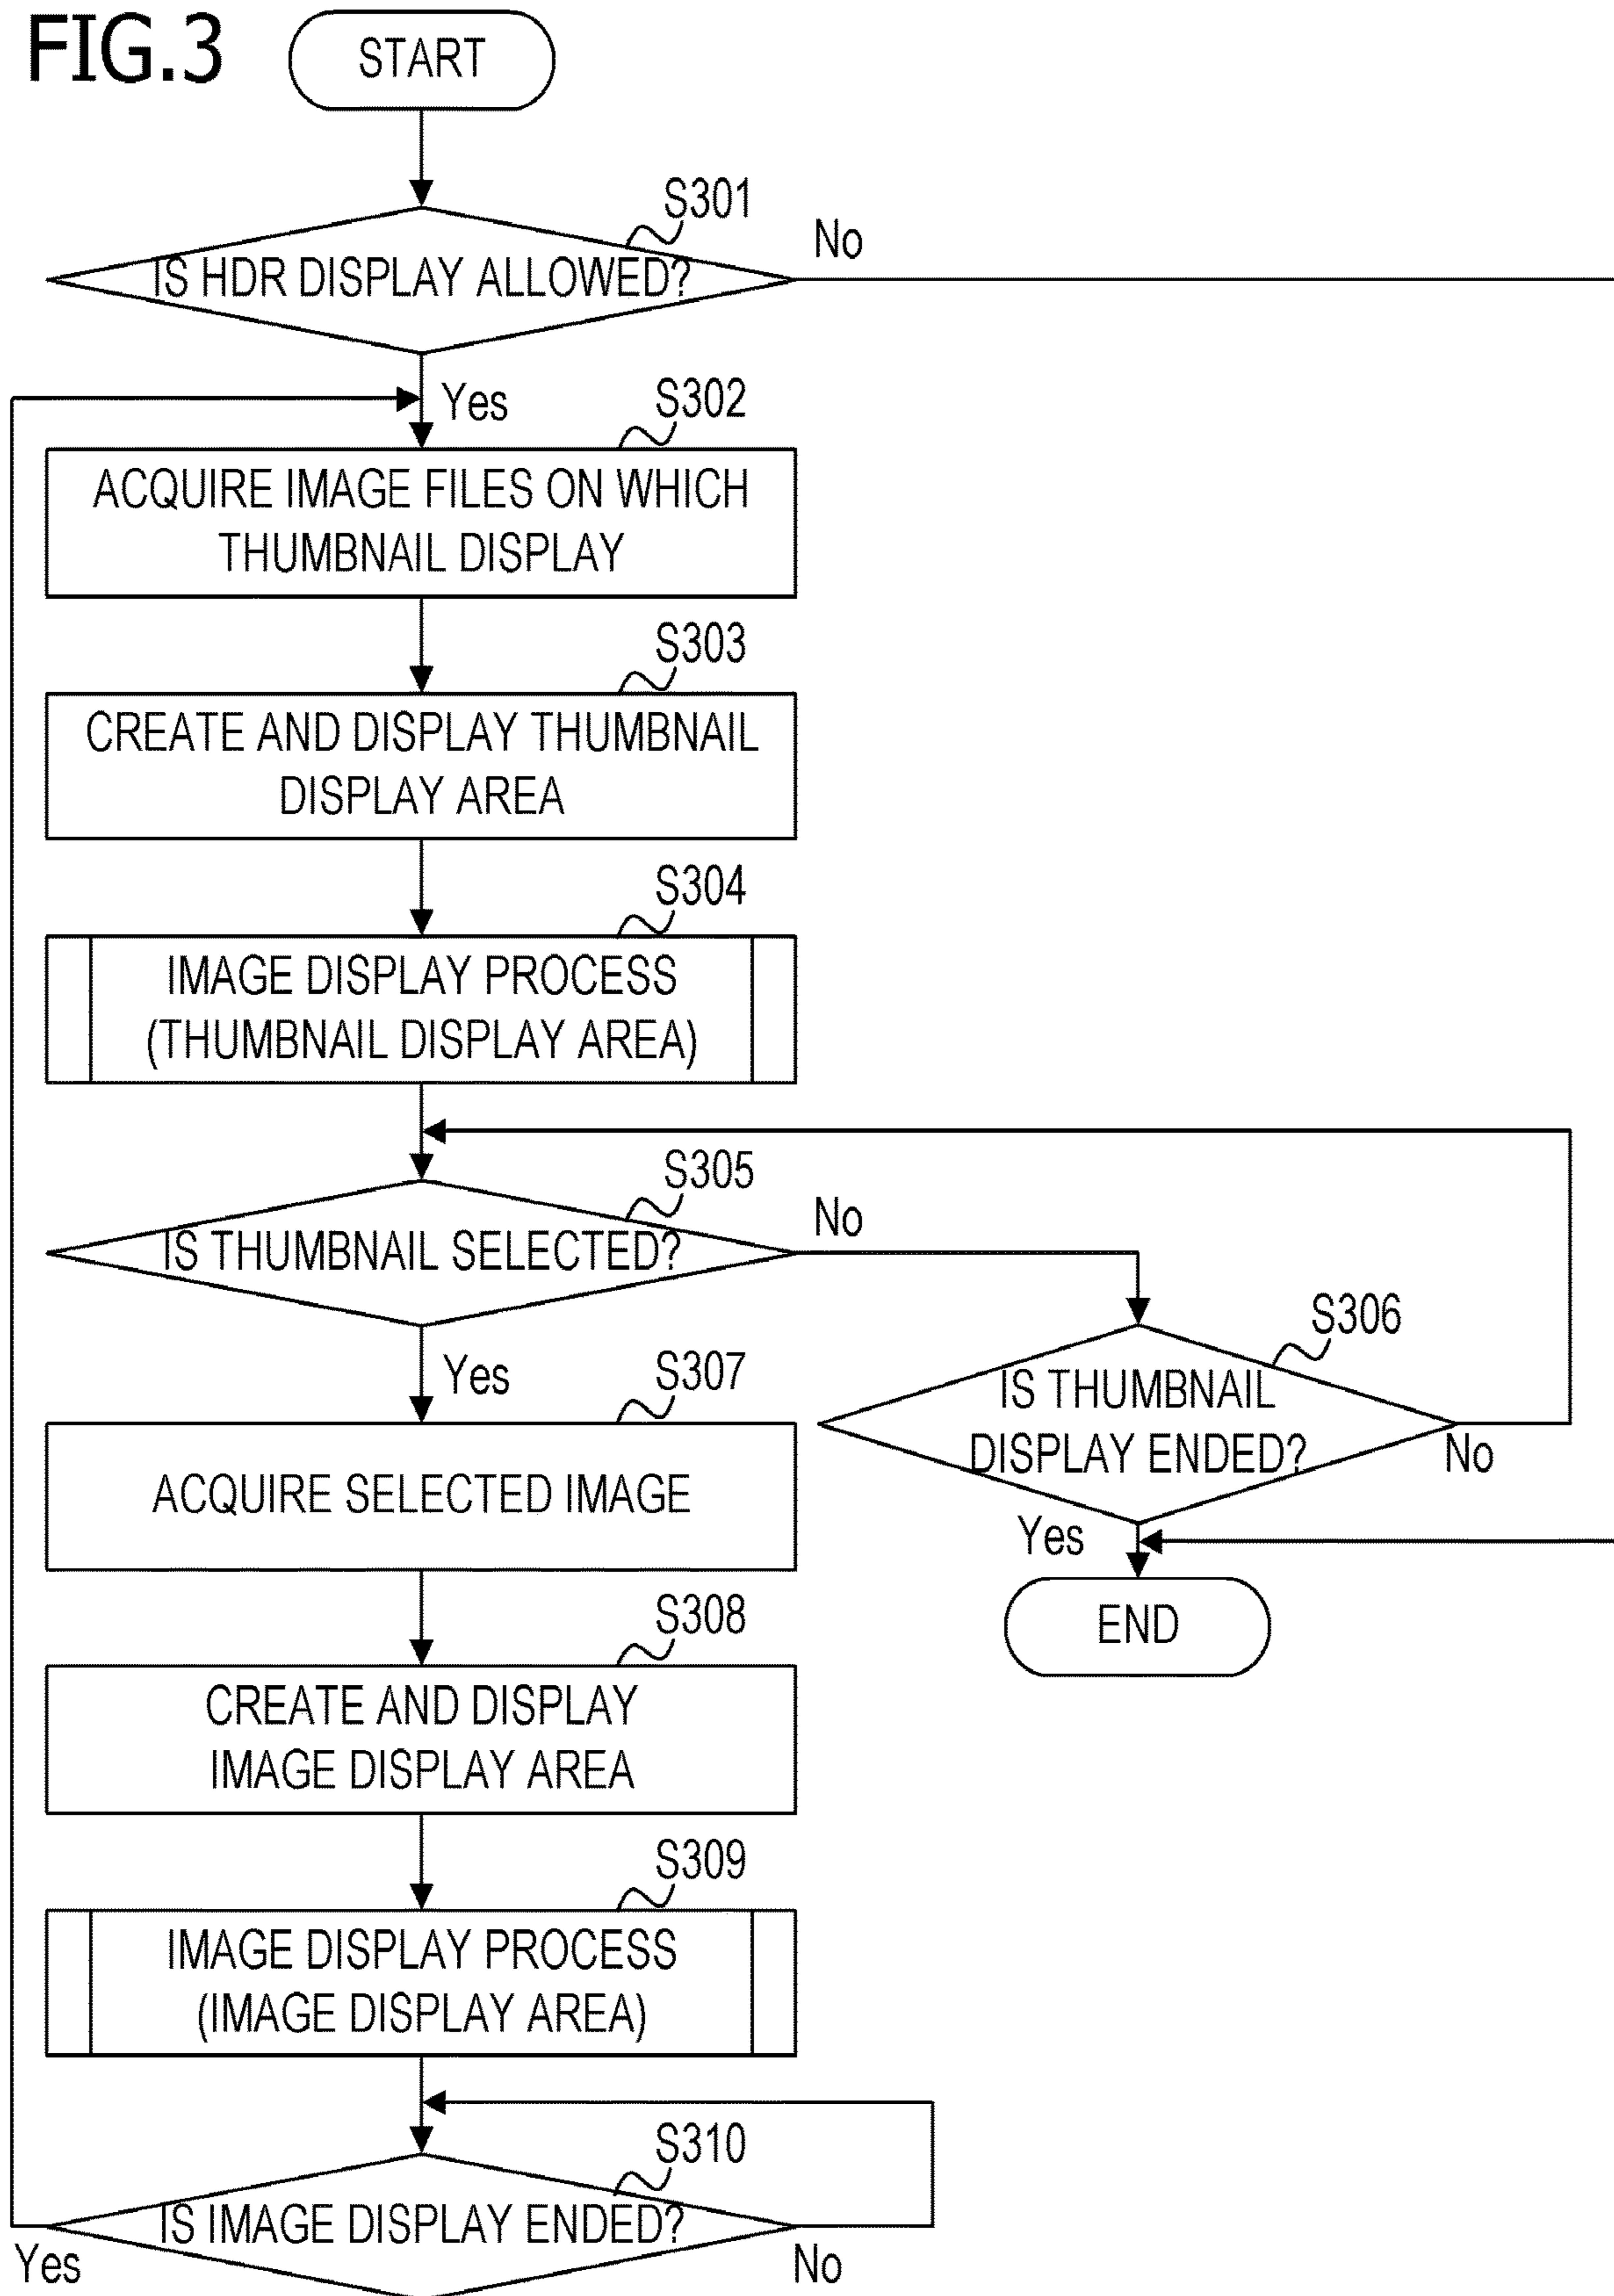 FIG.3
START
S301
IS HDR DISPLAY ALLOWED?
No
Yes
S302
ACQUIRE IMAGE FILES ON WHICH
THUMBNAIL DISPLAY
S303
CREATE AND DISPLAY THUMBNAIL
DISPLAY AREA
S304
IMAGE DISPLAY PROCESS
(THUMBNAIL DISPLAY AREA)
S305
IS THUMBNAIL SELECTED?
No
S306
IS THUMBNAIL
DISPLAY ENDED?
No
Yes
END
Yes
S307
ACQUIRE SELECTED IMAGE
S308
CREATE AND DISPLAY
IMAGE DISPLAY AREA
S309
IMAGE DISPLAY PROCESS
(IMAGE DISPLAY AREA)
S310
IS IMAGE DISPLAY ENDED?
Yes
No